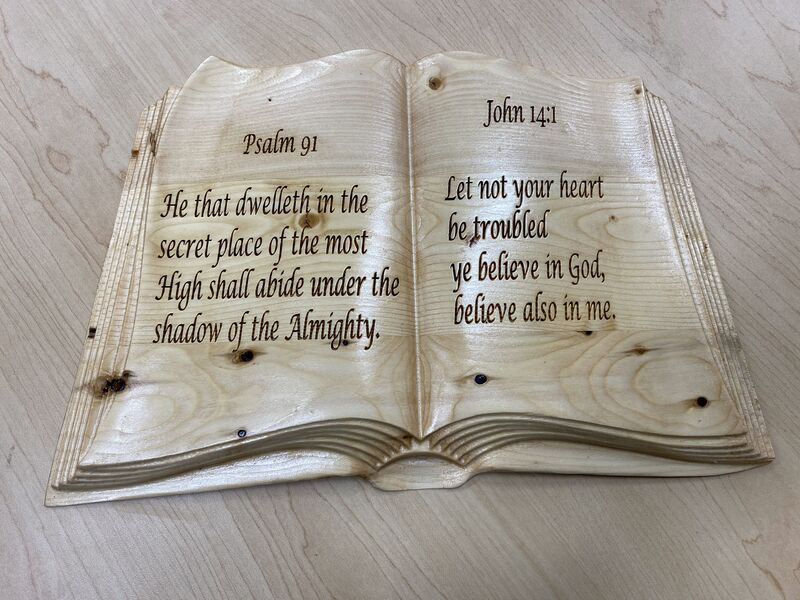 Psalm 91
He that dwelleth in the
secret place of the most
High shall abide under the
shadow of the Almighty.
John 14:1
Let not your heart
be troubled
ye believe in God,
believe also in me.